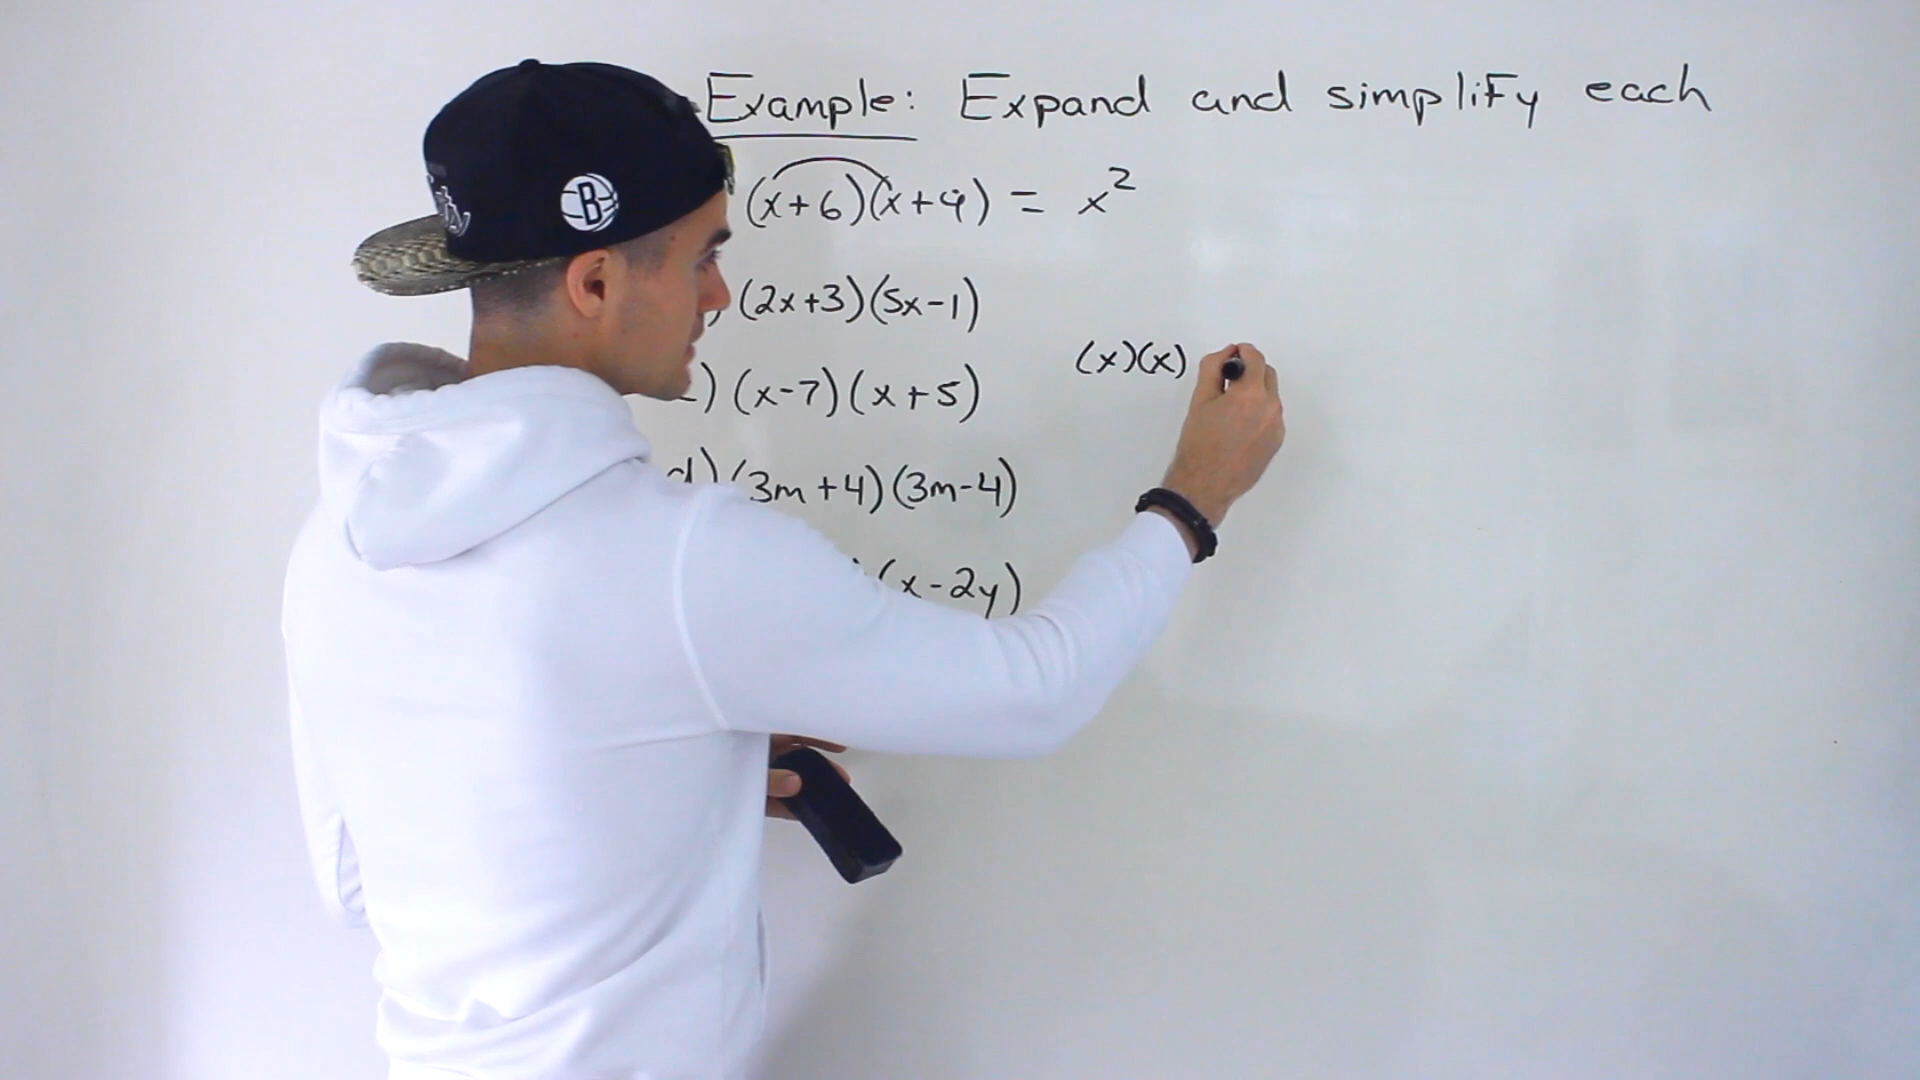 Example: Expand and simplify each
(x+6)(x+4) = x²
) (2x+3)(5x-1)
) (x-7)(x+5)
(x)(x)
d) (3m+4)(3m-4)
(x-2y)
B